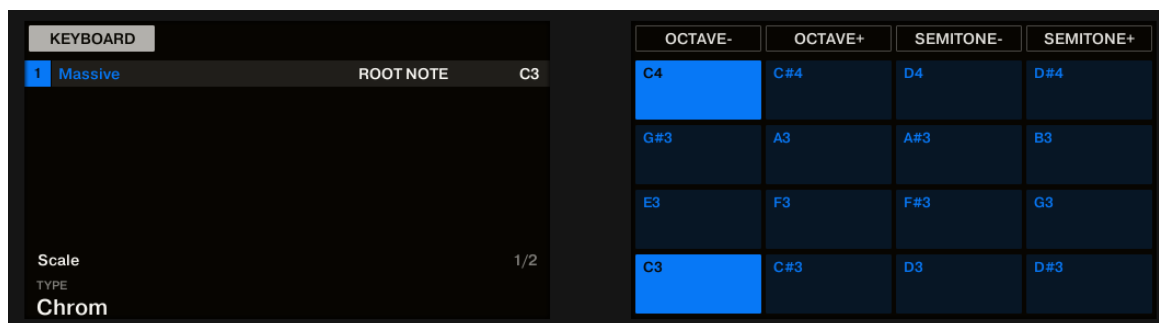 KEYBOARD
1 Massive ROOT NOTE C3
Scale 1/2
TYPE
Chrom
OCTAVE- OCTAVE+ SEMITONE- SEMITONE+
C4 C#4 D4 D#4
G#3 A3 A#3 B3
E3 F3 F#3 G3
C3 C#3 D3 D#3